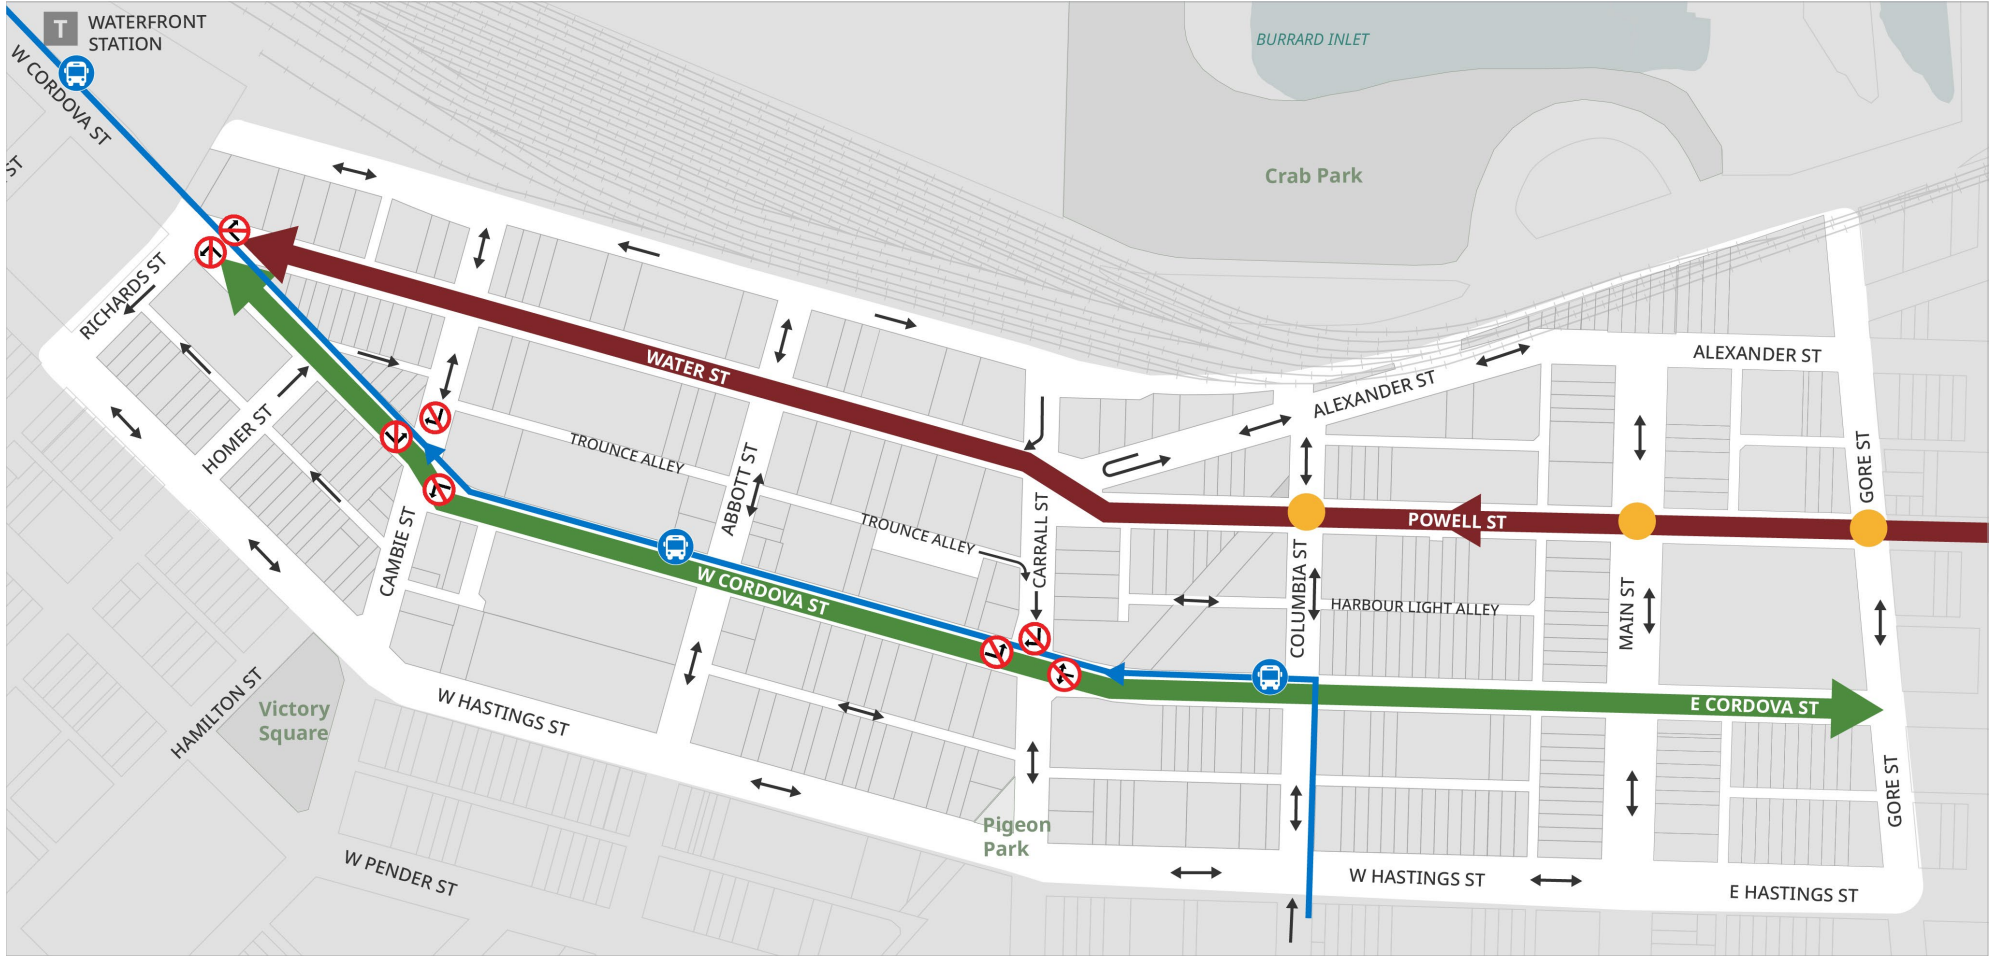 T
WATERFRONT
STATION
W CORDOVA ST
ST
BURRARD INLET
Crab Park
RICHARDS ST
WATER ST
ALEXANDER ST
ALEXANDER ST
HOMER ST
TROUNCE ALLEY
ABBOTT ST
GORE ST
TROUNCE ALLEY
CARRALL ST
POWELL ST
CAMBIE ST
COLUMBIA ST
W CORDOVA ST
HARBOUR LIGHT ALLEY
MAIN ST
HAMILTON ST
Victory
Square
W HASTINGS ST
E CORDOVA ST
GORE ST
Pigeon
Park
W PENDER ST
W HASTINGS ST
E HASTINGS ST